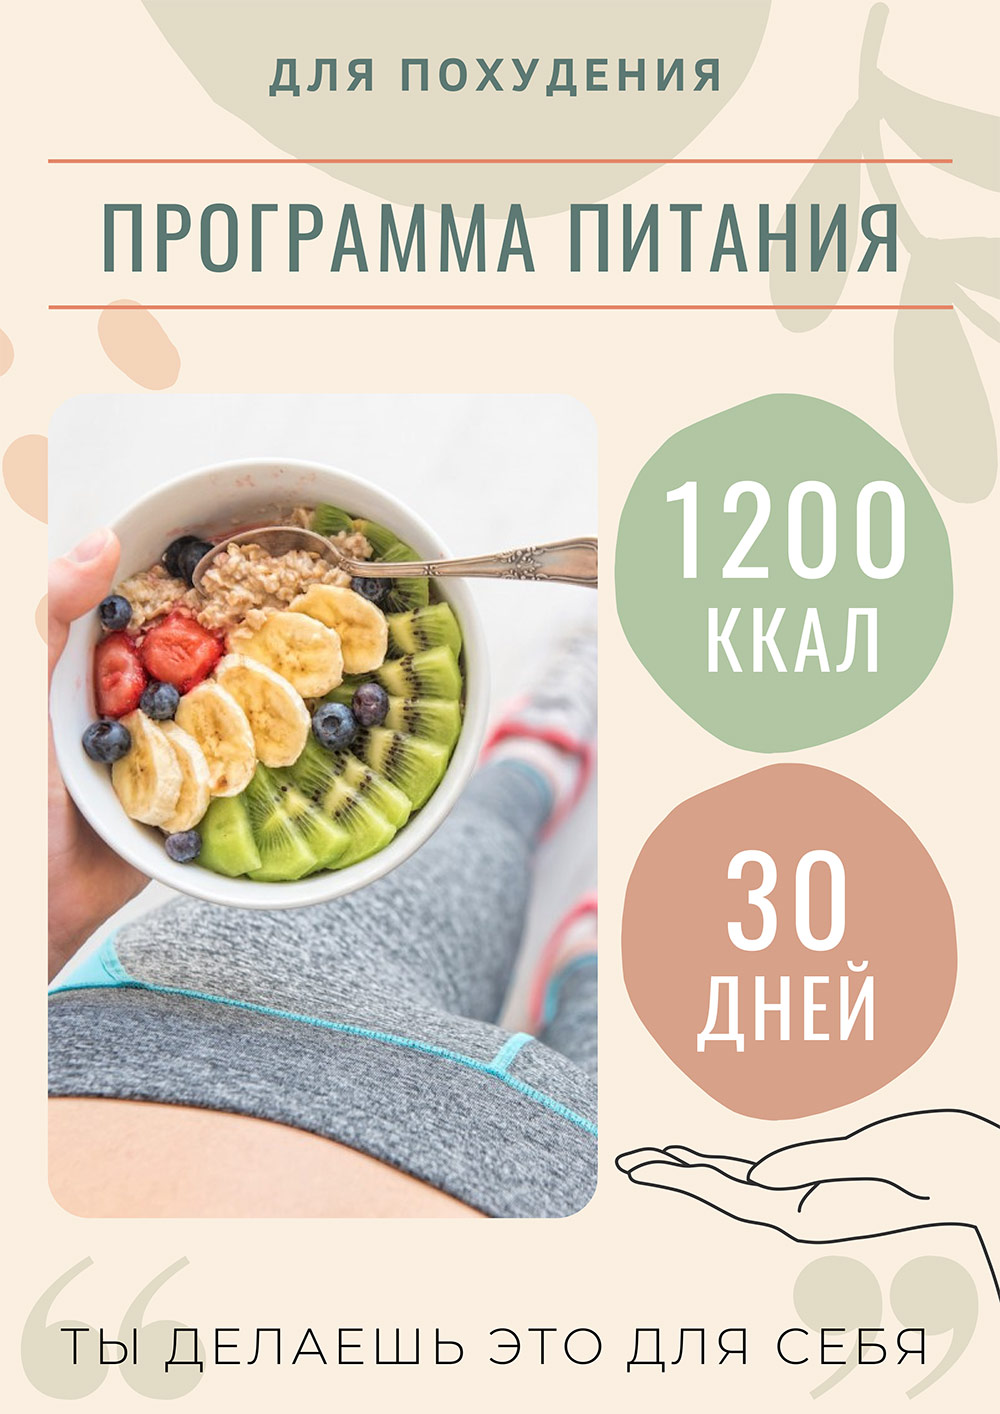 ДЛЯ ПОХУДЕНИЯ
ПРОГРАММА ПИТАНИЯ
1200
ККАЛ
30
ДНЕЙ
ТЫ ДЕЛАЕШЬ ЭТО ДЛЯ СЕБЯ